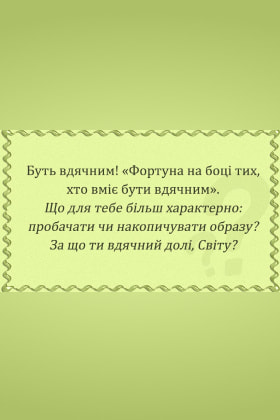 Буть вдячним! «Фортуна на боці тих,
хто вміє бути вдячним».
Що для тебе більш характерно:
пробачати чи накопичувати образу?
За що ти вдячний долі, Світу?